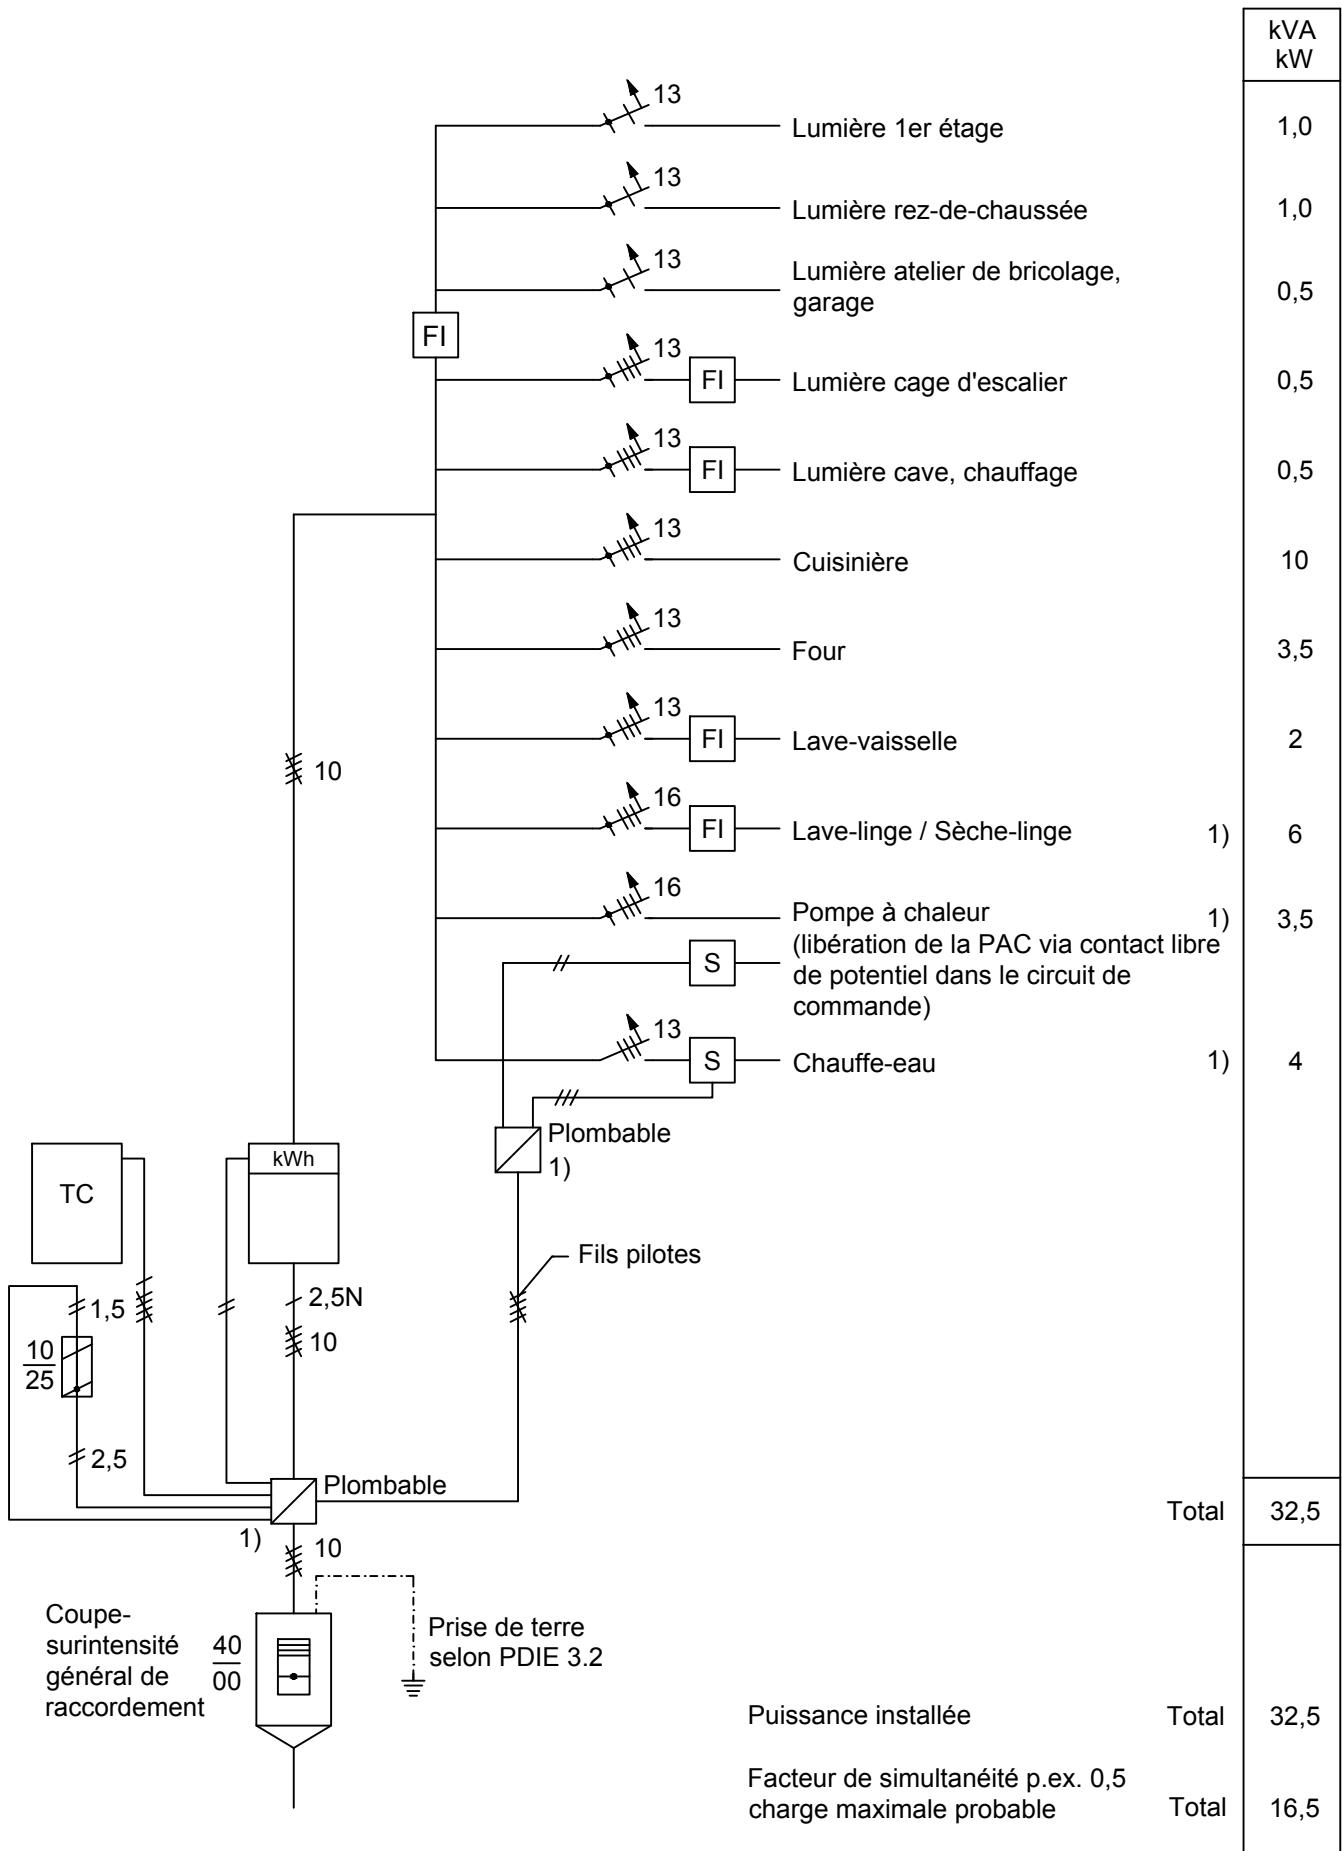 kVA
kW
13
Lumière 1er étage
1,0
13
Lumière rez-de-chaussée
1,0
13
Lumière atelier de bricolage,
garage
0,5
FI
13
FI
Lumière cage d'escalier
0,5
13
FI
Lumière cave, chauffage
0,5
13
Cuisinière
10
13
Four
3,5
13
FI
Lave-vaisselle
2
10
16
FI
Lave-linge / Sèche-linge
1)
6
16
Pompe à chaleur
1)
3,5
(libération de la PAC via contact libre
de potentiel dans le circuit de
commande)
S
13
S
Chauffe-eau
1)
4
Plombable
1)
TC
kWh
Fils pilotes
1,5
2,5N
10
10
25
2,5
Plombable
1)
Total
32,5
10
Coupe-
surintensité
général de
raccordement
40
00
Prise de terre
selon PDIE 3.2
Puissance installée
Total
32,5
Facteur de simultanéité p.ex. 0,5
charge maximale probable
Total
16,5